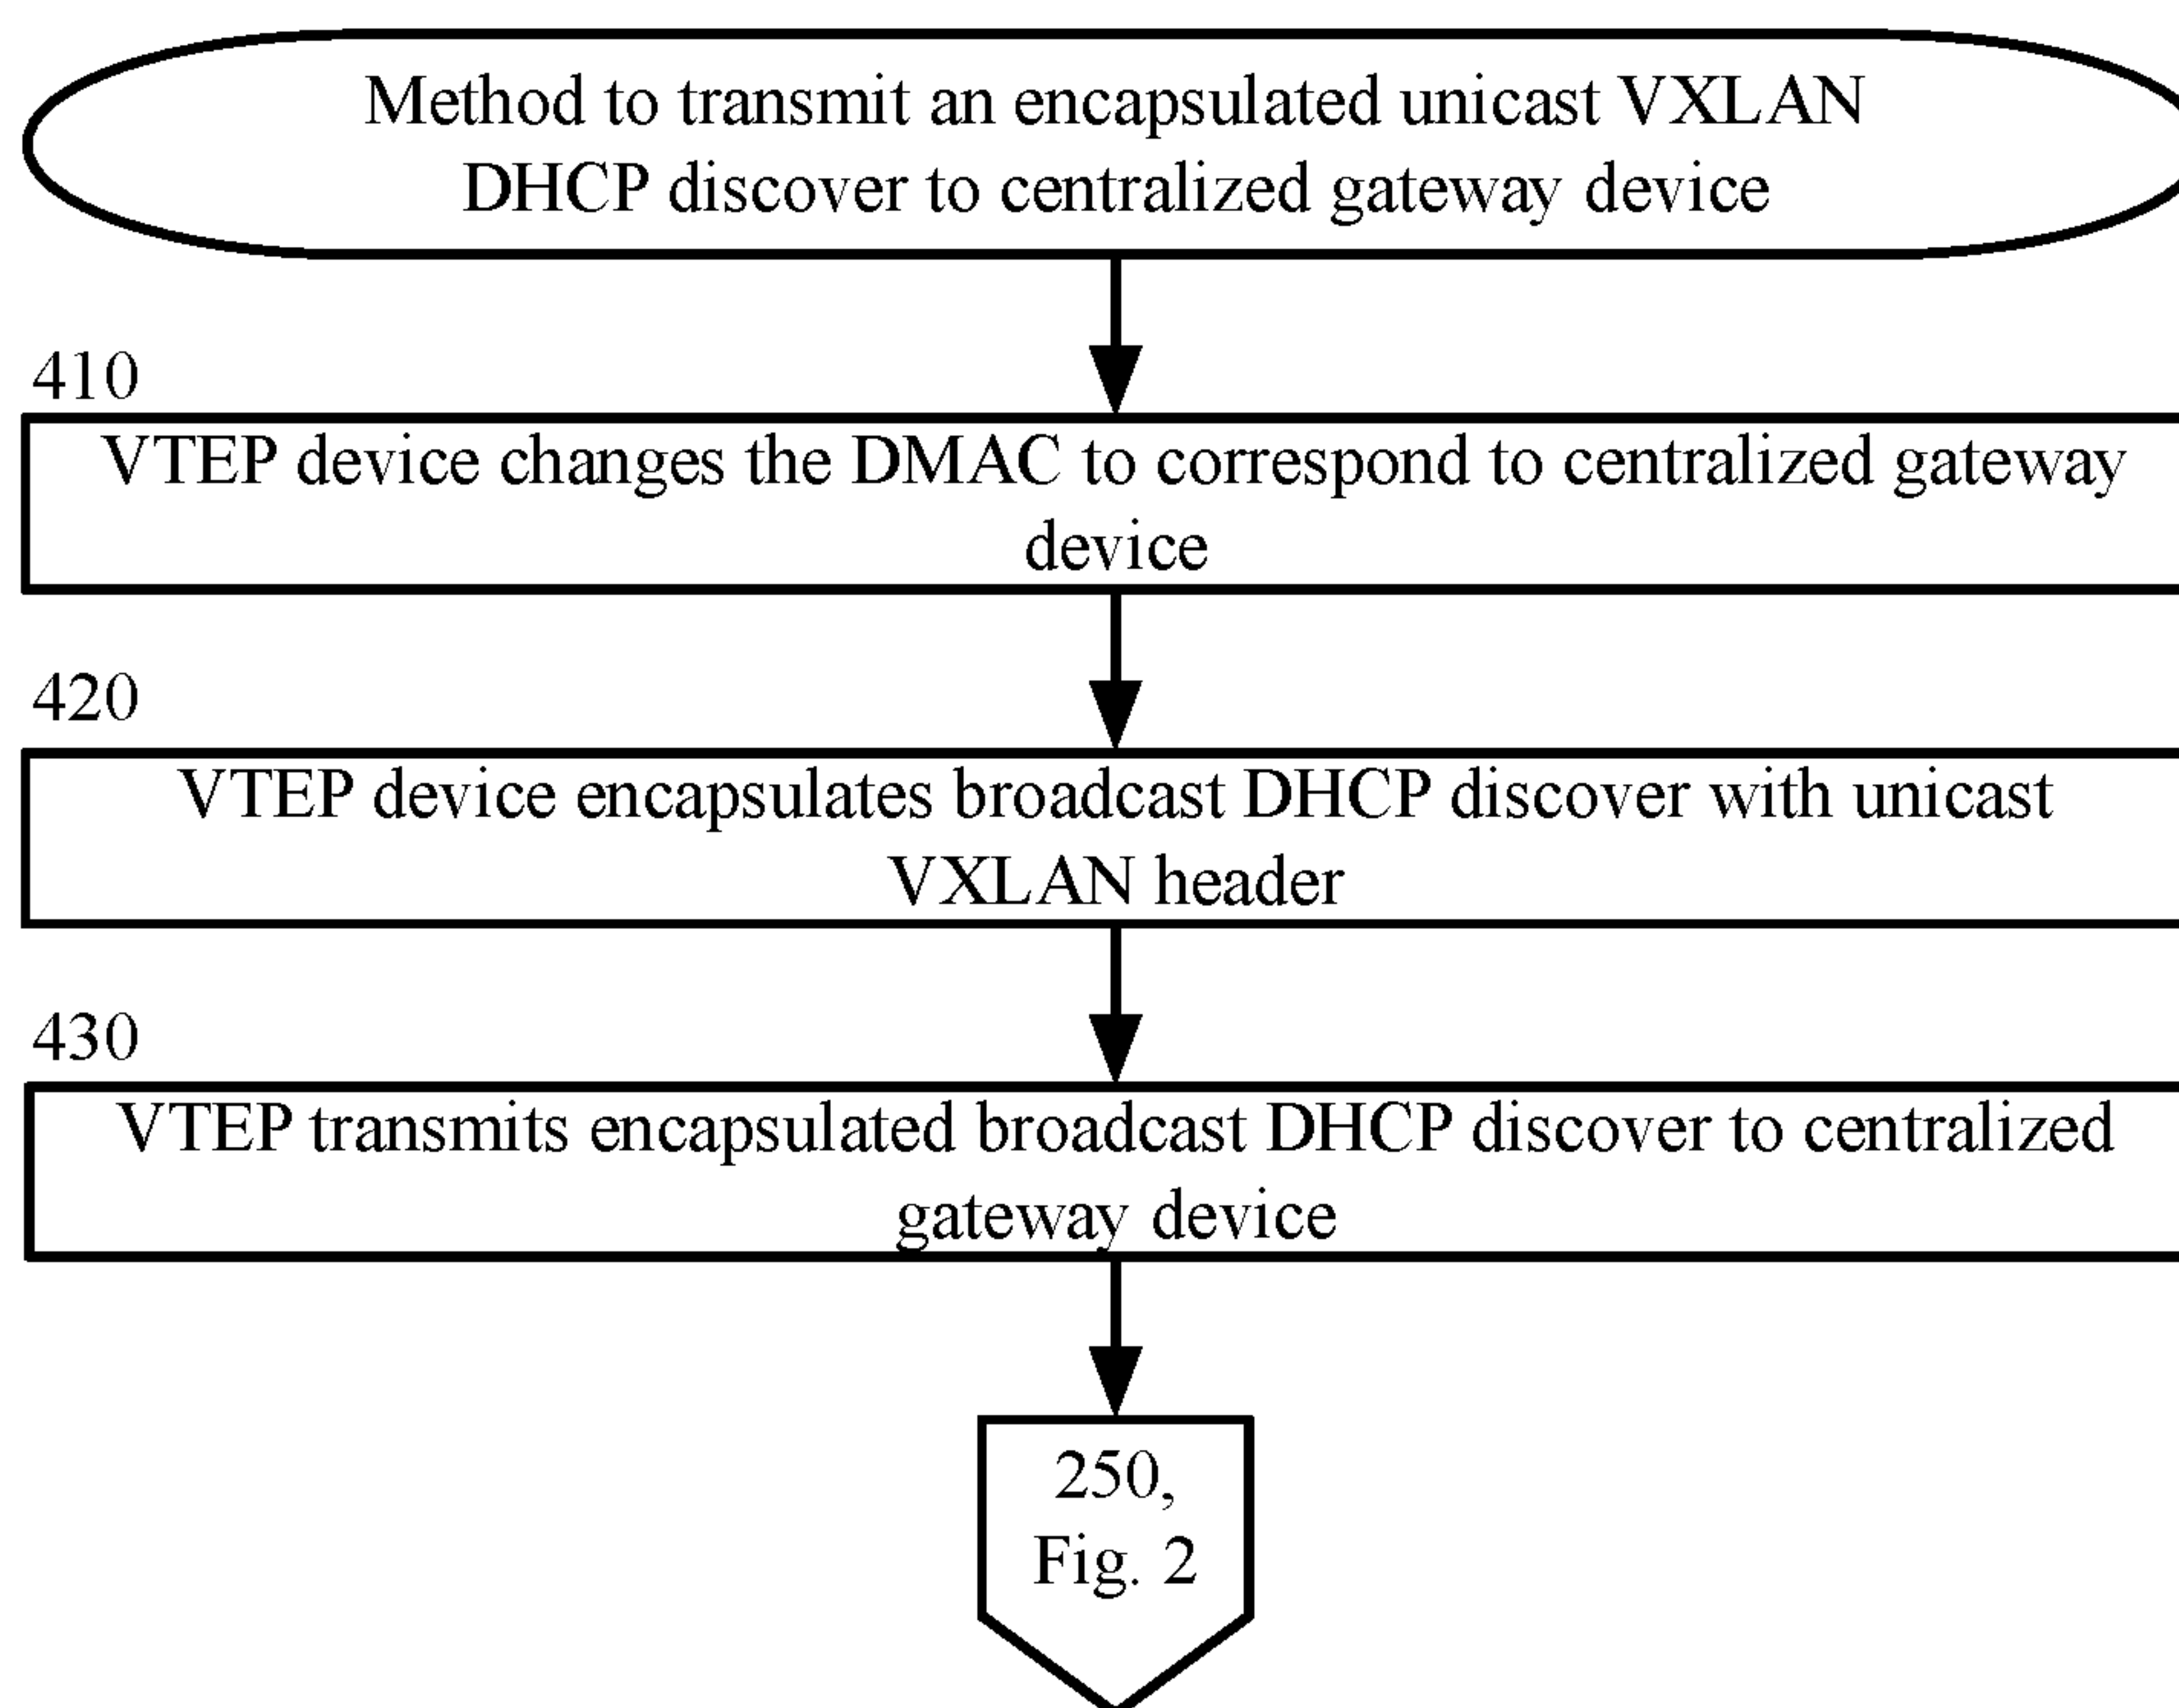 Method to transmit an encapsulated unicast VXLAN
DHCP discover to centralized gateway device
410
VTEP device changes the DMAC to correspond to centralized gateway
device
420
VTEP device encapsulates broadcast DHCP discover with unicast
VXLAN header
430
VTEP transmits encapsulated broadcast DHCP discover to centralized
gateway device
250,
Fig. 2